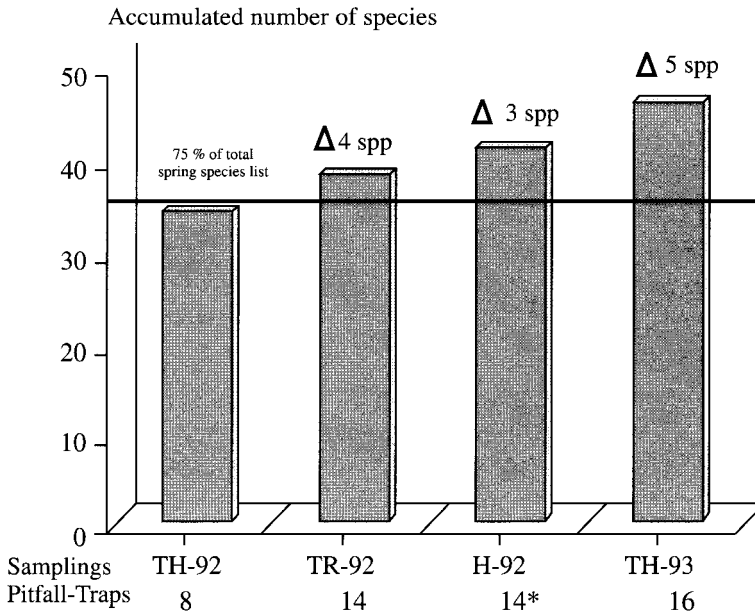 Accumulated number of species
50
40
30
20
10
0
75 % of total
spring species list
Δ 4 spp
Δ 3 spp
Δ 5 spp
Samplings TH-92 TR-92 H-92 TH-93
Pitfall-Traps 8 14 14* 16